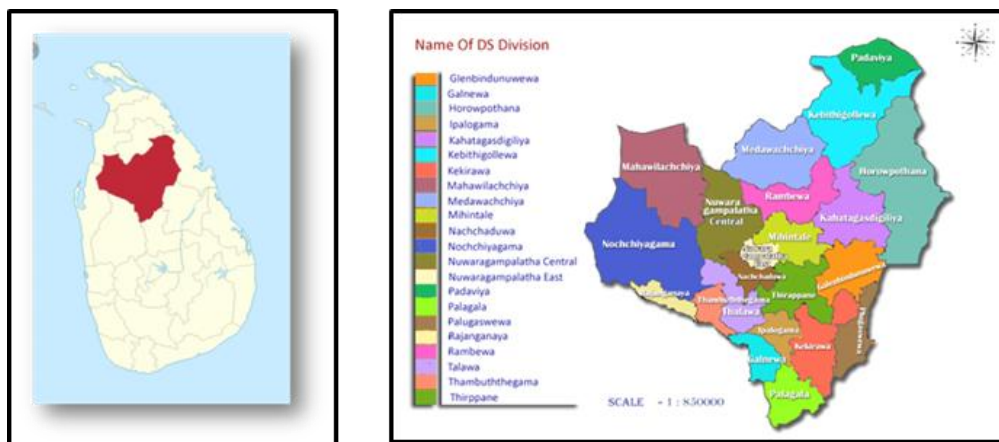 Name Of DS Division
Glenbindunuwewa
Galnewa
Horowpothana
Ipalogama
Kahatagasdigiliya
Kebithigollewa
Kekirawa
Mahawilachchiya
Medawachchiya
Mihintale
Nachchaduwa
Nochchiyagama
Nuwaragampalatha Central
Nuwaragampalatha East
Padaviya
Palagala
Palugaswewa
Rajanganaya
Rambewa
Talawa
Thambuththegama
Thirppane
Padaviya
Kebithigollewa
Medawachchiya
Mahawilachchiya
Horowpothana
Rambewa
Nuwara
gampalatha
Central
Kahatagasdigiliya
Mihintale
Nochchiyagama
Nachchaduwa
Galenbindunuwewa
Thirappane
Thambuththegama
Thalawa
Ipalogama
Kekirawa
Galnewa
Palagala
SCALE - 1 : 850000